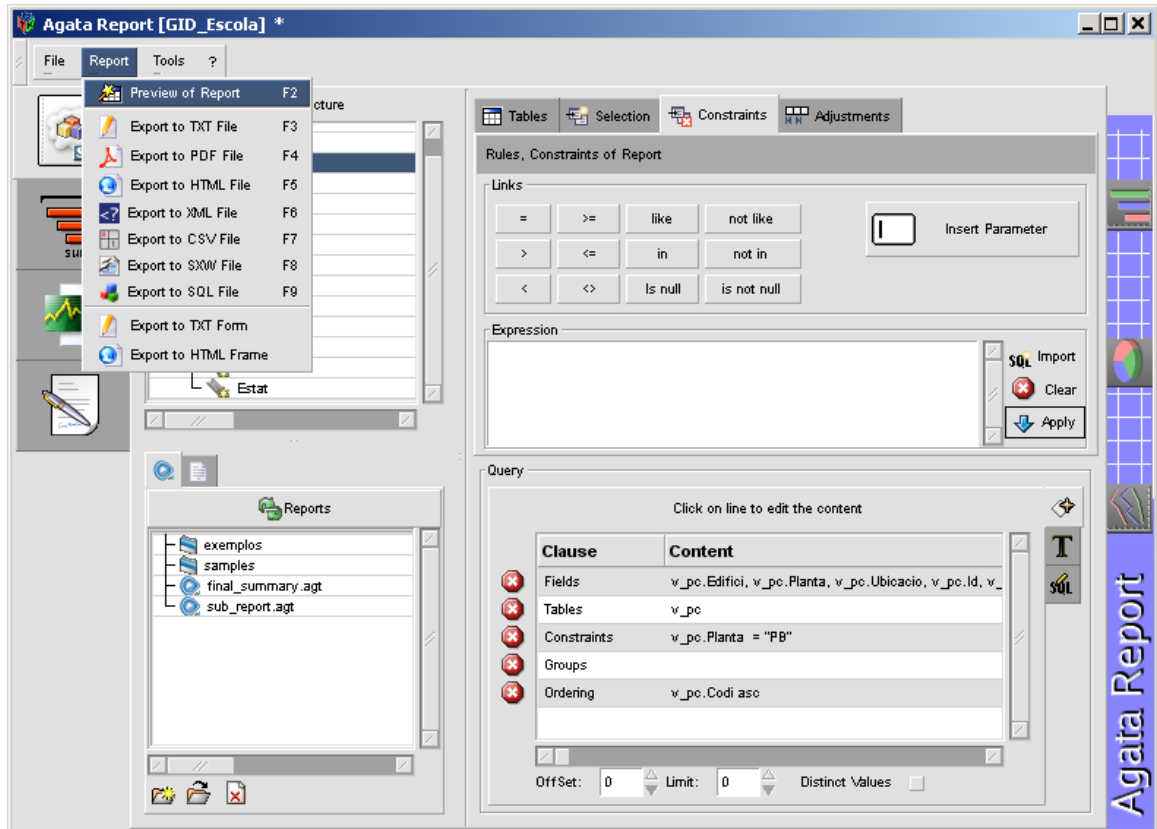 Agata Report [GID_Escola] *
File Report Tools ?
Preview of Report F2
Export to TXT File F3
Export to PDF File F4
Export to HTML File F5
Export to XML File F6
Export to CSV File F7
Export to SXW File F8
Export to SQL File F9
Export to TXT Form
Export to HTML Frame
cture
Estat
Reports
exemplos
samples
final_summary.agt
sub_report.agt
Tables Selection Constraints Adjustments
Rules, Constraints of Report
Links
= >= like not like
> <= in not in
< <> Is null is not null
Insert Parameter
Expression
SQL Import
Clear
Apply
Query
Click on line to edit the content
T
SQL
Clause Content
Fields v_pc.Edifici, v_pc.Planta, v_pc.Ubicacio, v_pc.Id, v_
Tables v_pc
Constraints v_pc.Planta = "PB"
Groups
Ordering v_pc.Codi asc
OffSet: 0 Limit: 0 Distinct Values
Agata Report